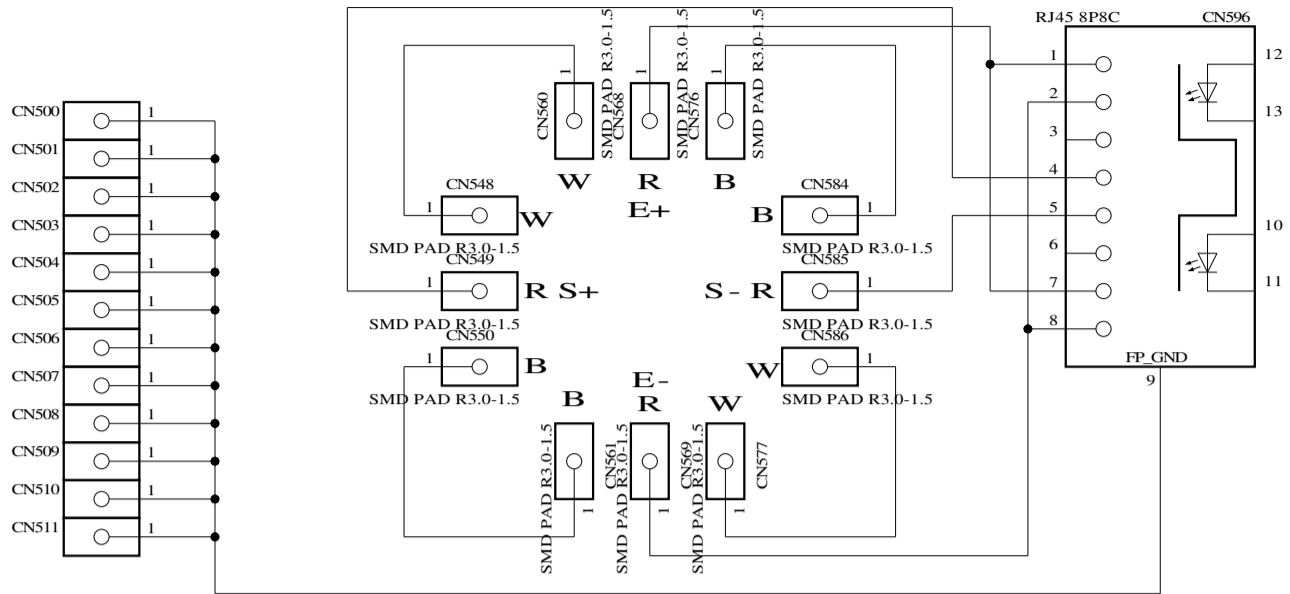 RJ45 8P8C
CN596
1
2
3
4
5
6
7
8
12
13
10
11
FP_GND
9
CN500
1
CN501
1
CN502
1
CN503
1
CN504
1
CN505
1
CN506
1
CN507
1
CN508
1
CN509
1
CN510
1
CN511
1
1
CN560
SMD PAD R3.0-1.5
W
1
CN568
SMD PAD R3.0-1.5
R
E+
1
CN576
SMD PAD R3.0-1.5
B
CN548
1
W
SMD PAD R3.0-1.5
CN549
1
R S+
SMD PAD R3.0-1.5
CN550
1
B
SMD PAD R3.0-1.5
CN584
B
1
SMD PAD R3.0-1.5
CN585
S- R
1
SMD PAD R3.0-1.5
CN586
W
1
SMD PAD R3.0-1.5
B
SMD PAD R3.0-1.5
CN561
1
E-
R
SMD PAD R3.0-1.5
CN569
1
W
SMD PAD R3.0-1.5
CN577
1